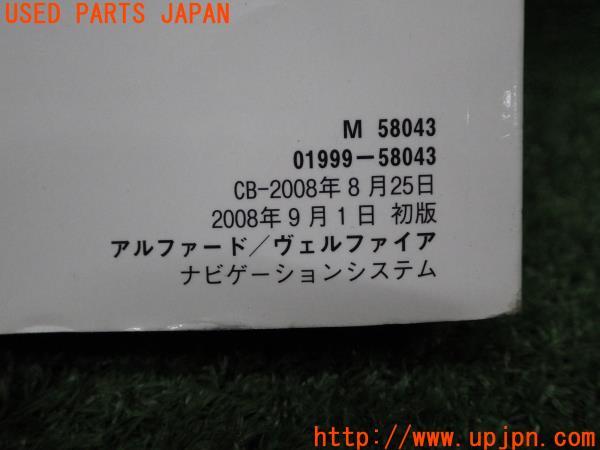 USED PARTS JAPAN
M 58043
01999-58043
CB-2008年8月25日
2008年9月1日 初版
アルファード/ヴェルファイア
ナビゲーションシステム
http://www.upjpn.com